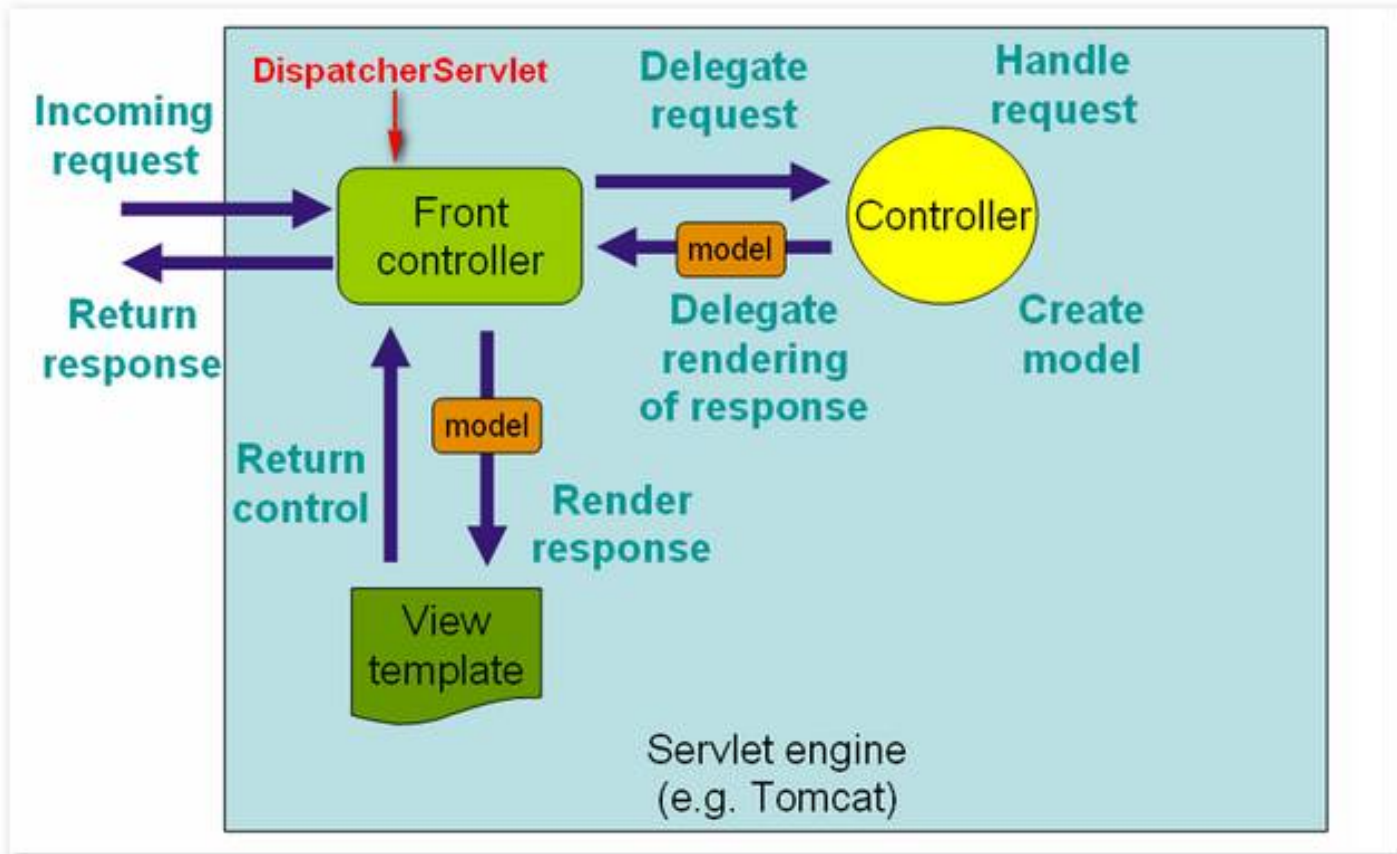 DispatcherServlet
Incoming
request
Delegate
request
Handle
request
Front
controller
Controller
model
Return
response
Delegate
rendering
of response
Create
model
model
Return
control
Render
response
View
template
Servlet engine
(e.g. Tomcat)